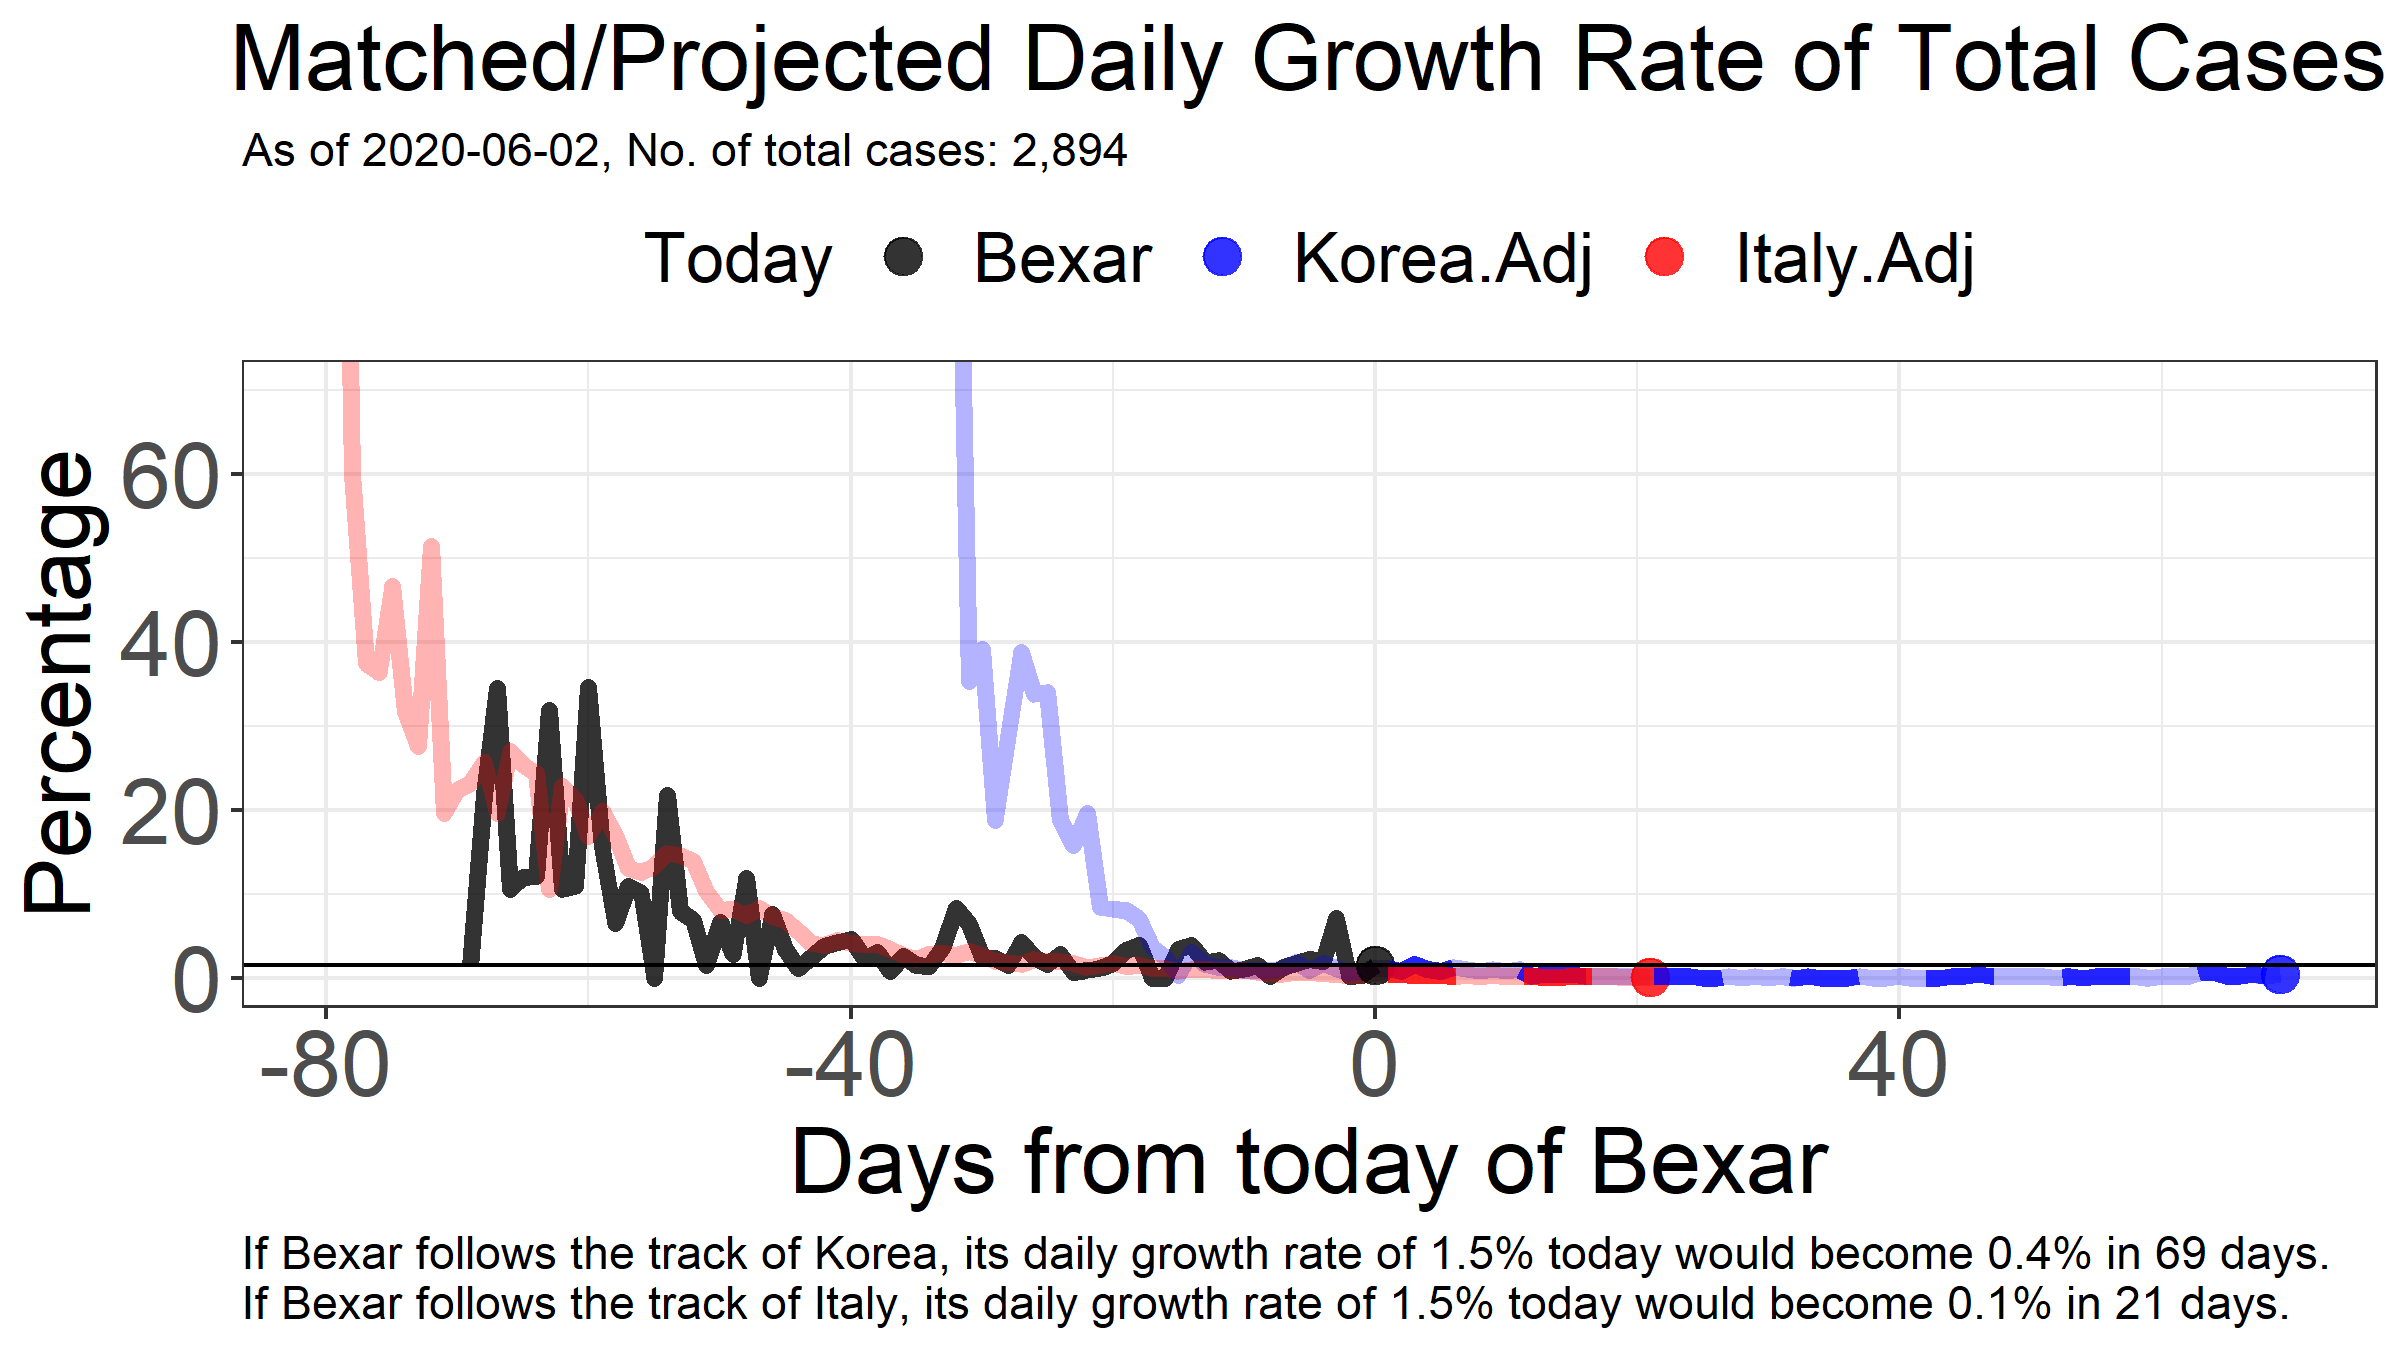 Matched/Projected Daily Growth Rate of Total Cases
As of 2020-06-02, No. of total cases: 2,894
Today Bexar Korea.Adj Italy.Adj
Percentage
60
40
20
0
-80 -40 0 40
Days from today of Bexar
If Bexar follows the track of Korea, its daily growth rate of 1.5% today would become 0.4% in 69 days.
If Bexar follows the track of Italy, its daily growth rate of 1.5% today would become 0.1% in 21 days.